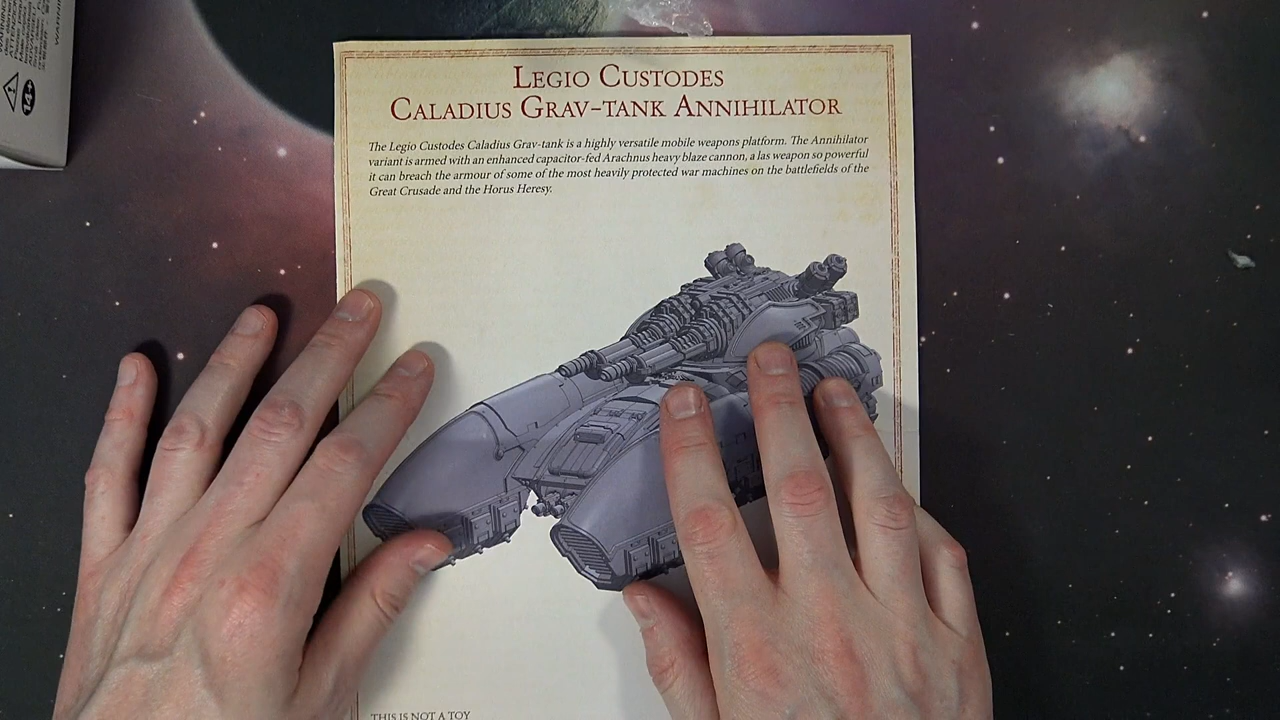 LEGIO CUSTODES
CALADIUS GRAV-TANK ANNIHILATOR
The Legio Custodes Caladius Grav-tank is a highly versatile mobile weapons platform. The Annihilator
variant is armed with an enhanced capacitor-fed Arachnus heavy blaze cannon, a las weapon so powerful
it can breach the armour of some of the most heavily protected war machines on the battlefields of the
Great Crusade and the Horus Heresy.
THIS IS NOT A TOY
14+